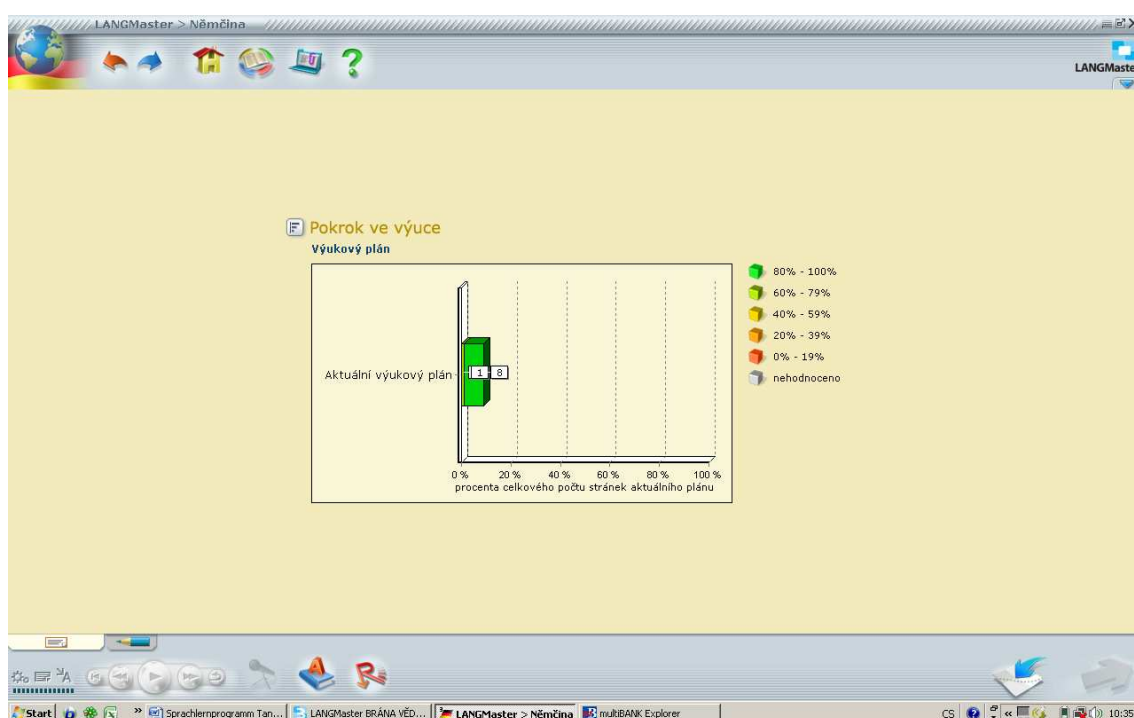 LANGMaster > Němčina
LANGMaste
Pokrok ve výuce
Výukový plán
Aktuální výukový plán
1 8
0 % 20 % 40 % 60 % 80 % 100 %
procenta celkového počtu stránek aktuálního plánu
80% - 100%
60% - 79%
40% - 59%
20% - 39%
0% - 19%
nehodnoceno
Start » Sprachlernprogramm Tan... LANGMaster BRÁNA VĚD... LANGMaster > Němčina multiBANK Explorer CS « 10:35